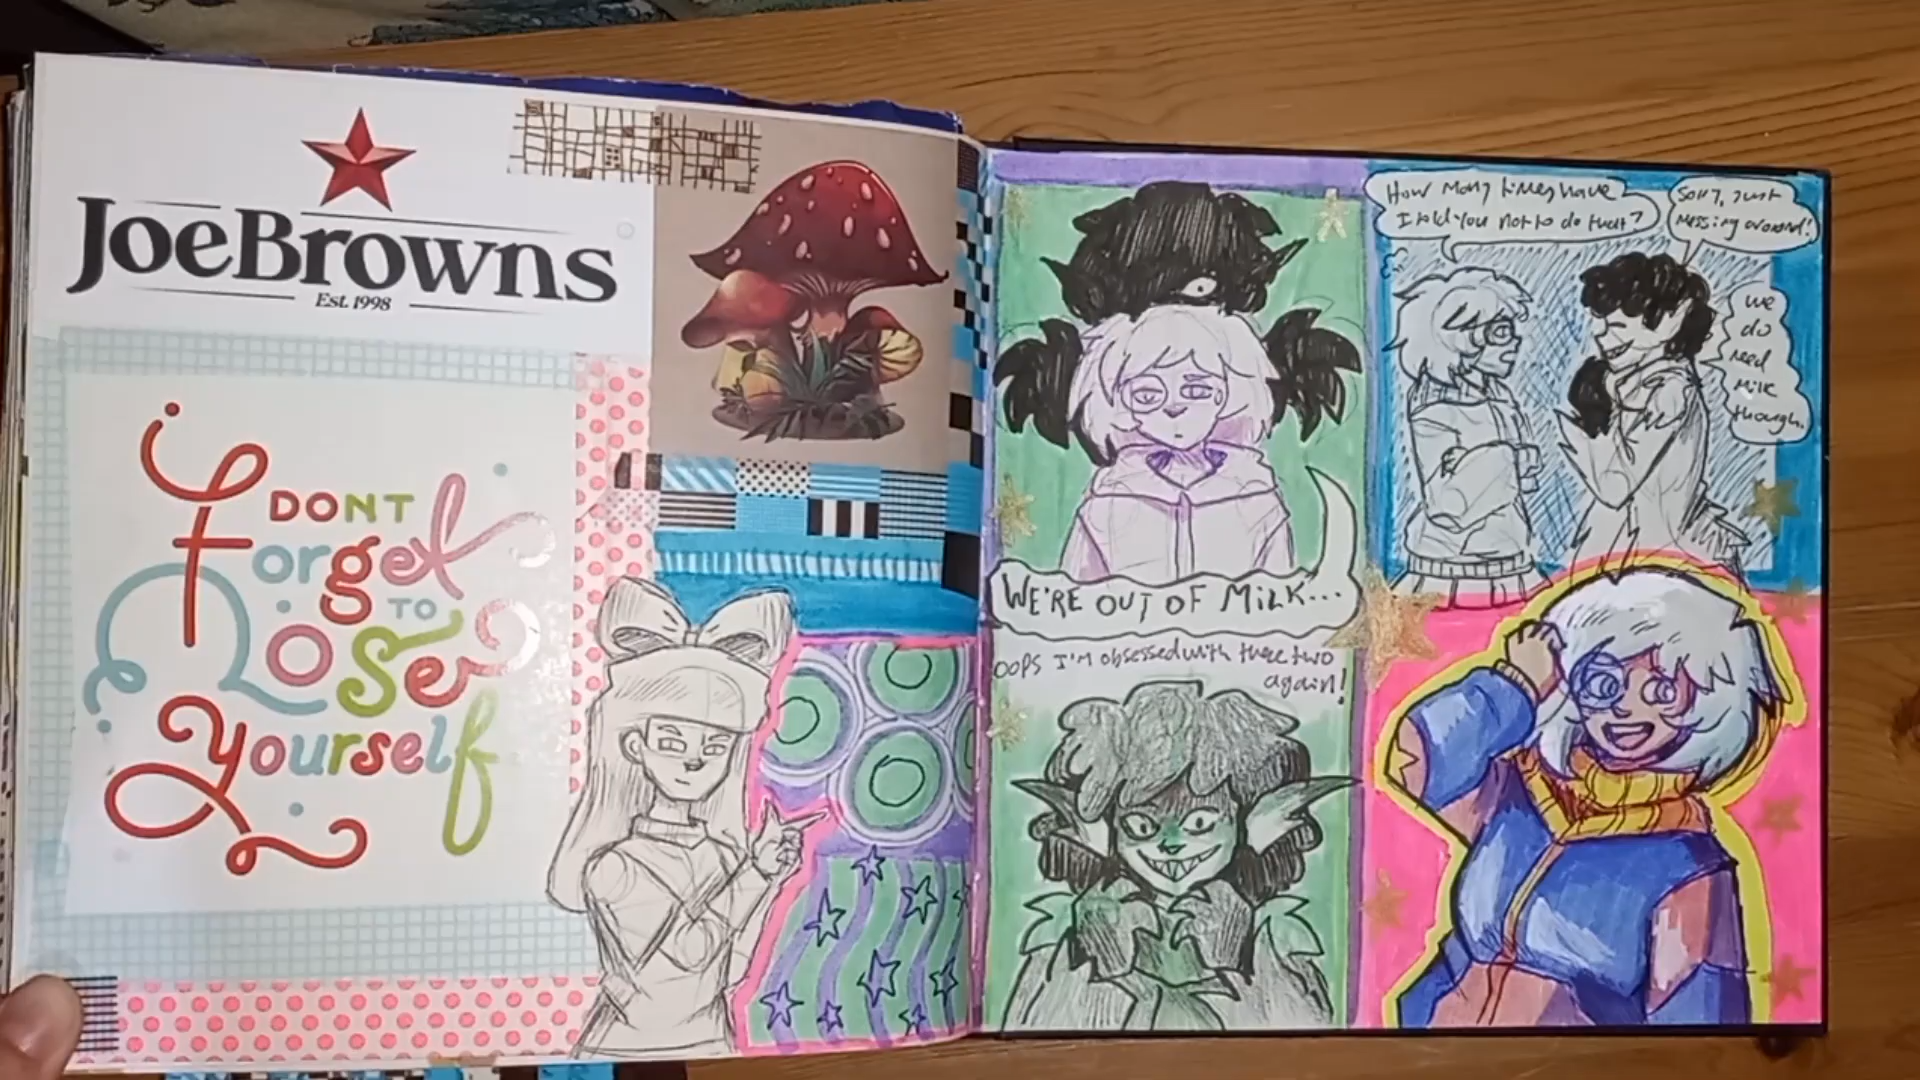 JoeBrowns
Est. 1998
DONT
forget
TO
Lose
Yourself
WE'RE OUT OF MILK...
OOPS I'M obsessed with these two
again!
How many times have
I told you not to do that?
Sorry, Just
Messing around!
we
do
need
Milk
though.